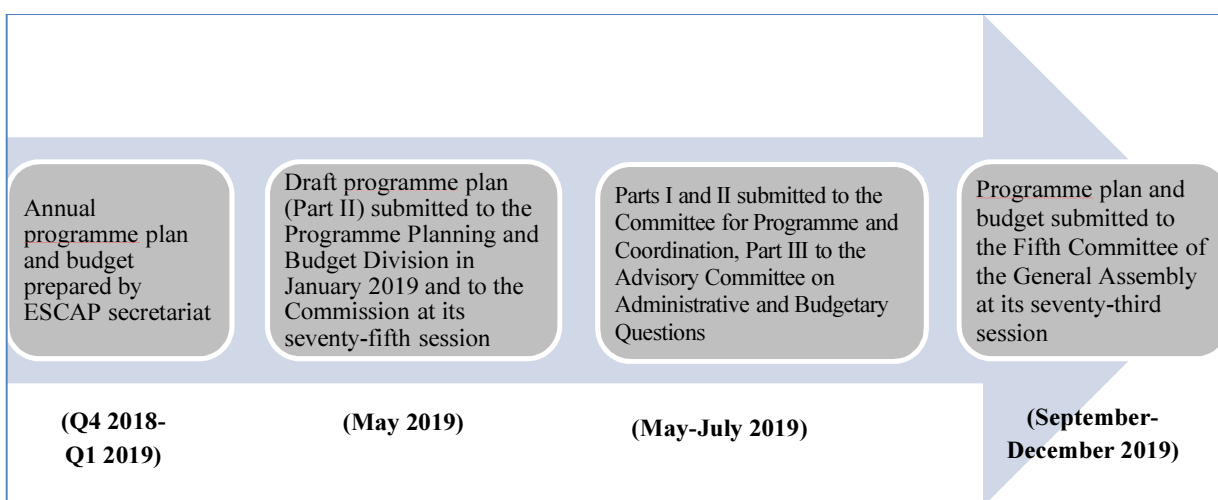 Annual
programme plan
and budget
prepared by
ESCAP secretariat
Draft programme plan
(Part II) submitted to the
Programme Planning and
Budget Division in
January 2019 and to the
Commission at its
seventy-fifth session
Parts I and II submitted to the
Committee for Programme and
Coordination, Part III to the
Advisory Committee on
Administrative and Budgetary
Questions
Programme plan and
budget submitted to
the Fifth Committee of
the General Assembly
at its seventy-third
session
(Q4 2018-
Q1 2019)
(May 2019)
(May-July 2019)
(September-
December 2019)